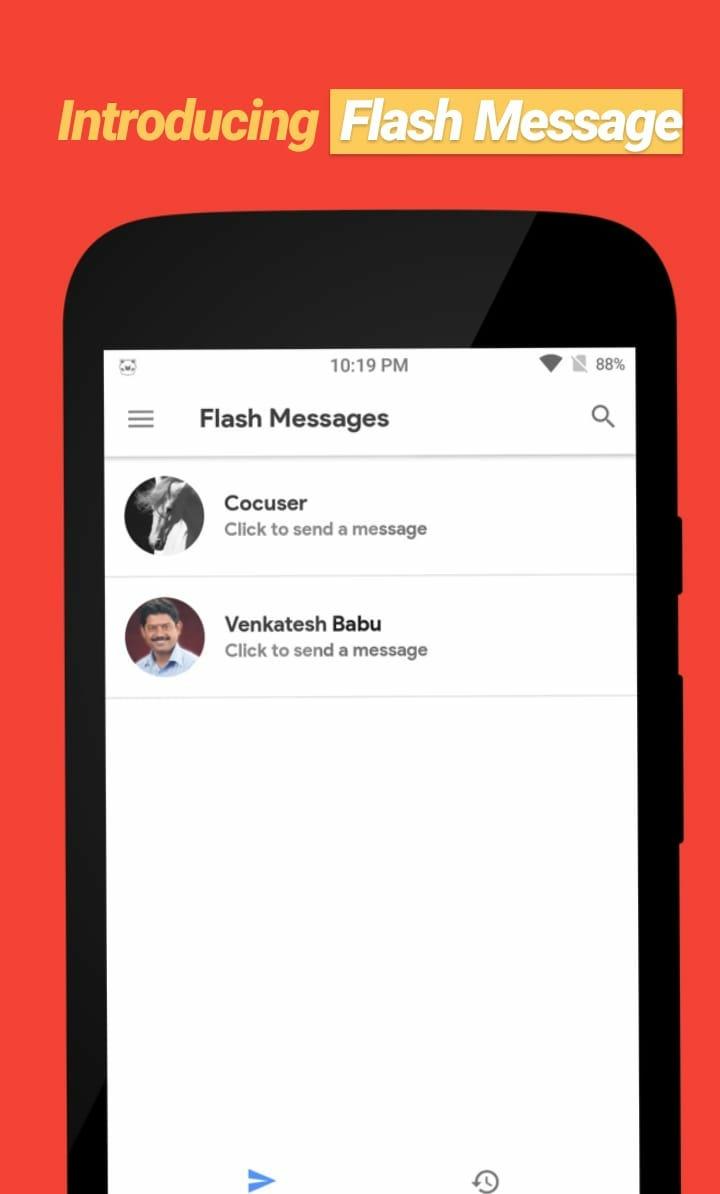 Introducing Flash Message
10:19 PM 88%
Flash Messages
Cocuser
Click to send a message
Venkatesh Babu
Click to send a message